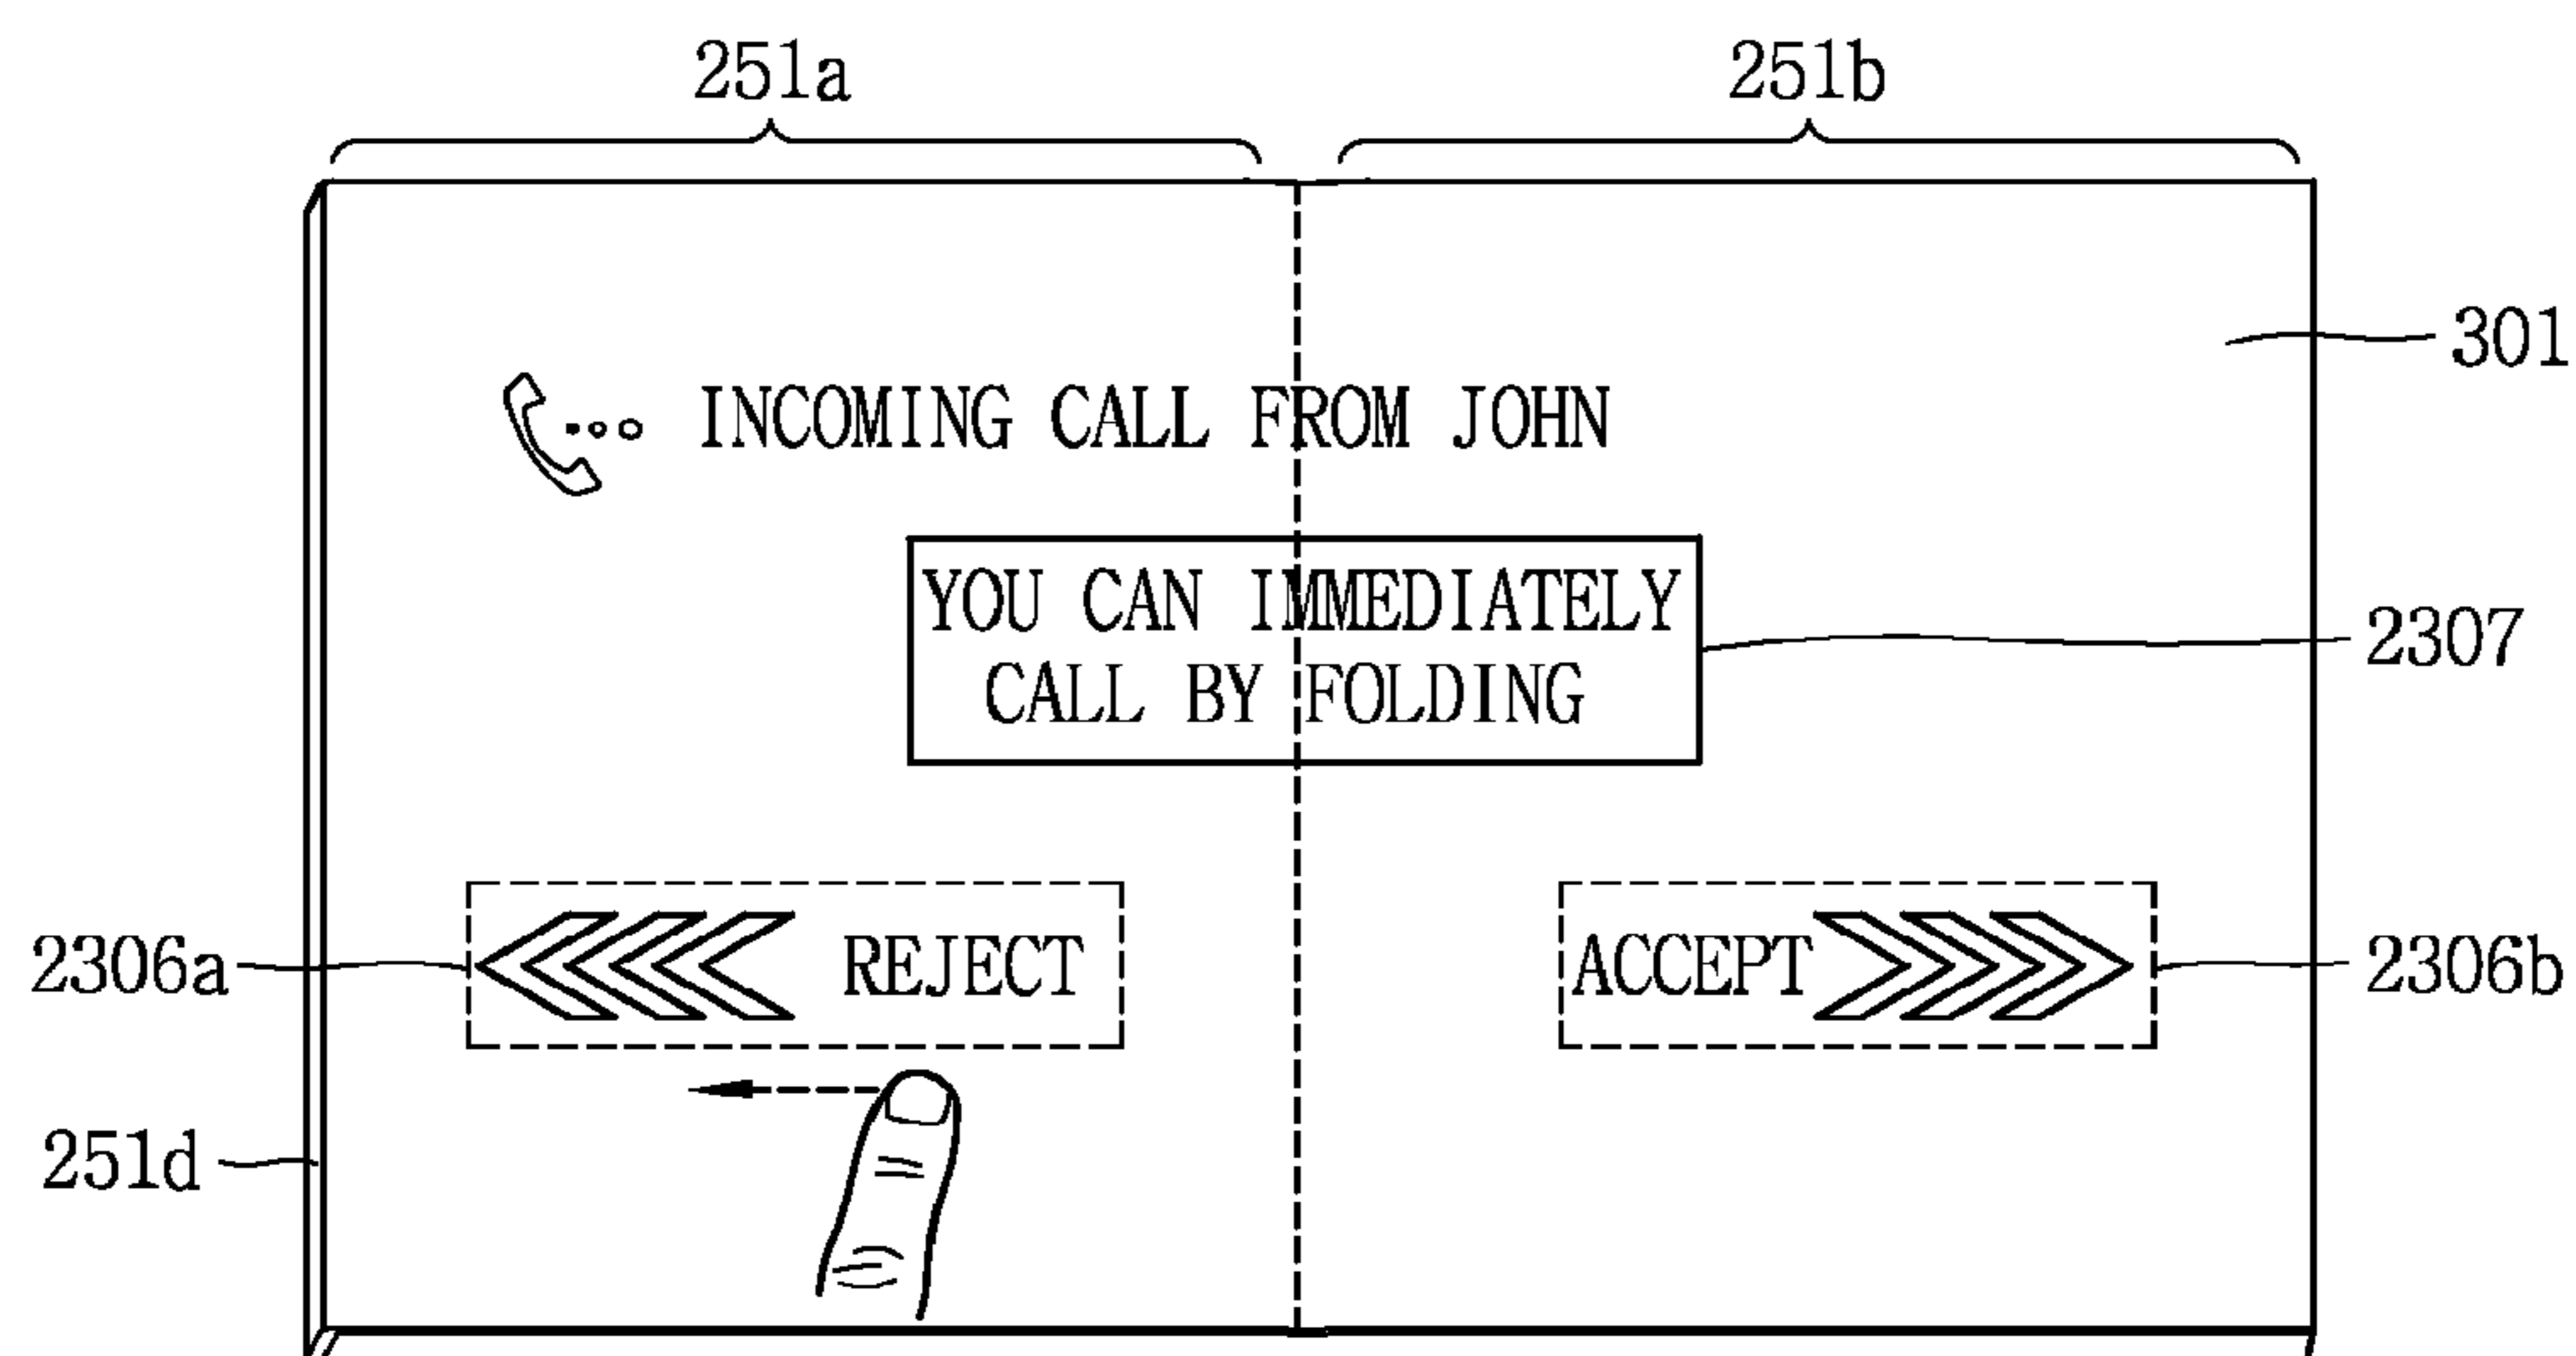 251a 251b
301
INCOMING CALL FROM JOHN
YOU CAN IMMEDIATELY
CALL BY FOLDING
2307
2306a REJECT ACCEPT 2306b
251d